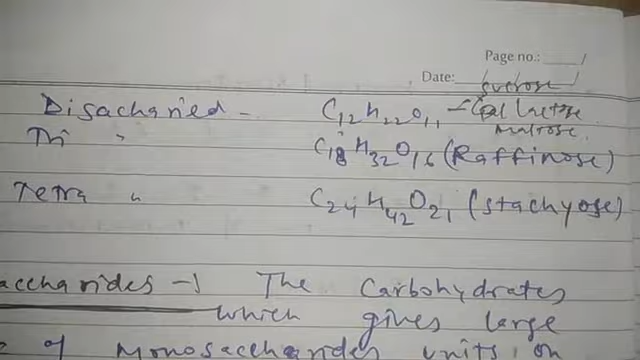 Page no.: /
Date: / /
sucrose
Disacharied - C12H22O11 - Lactose
maltose.
Tri " C18H32O16 (Raffinose)
Tetra " C24H42O21 (Stachyose)
accharides → The Carbohydrates
which gives large
of Monosaccharides units on